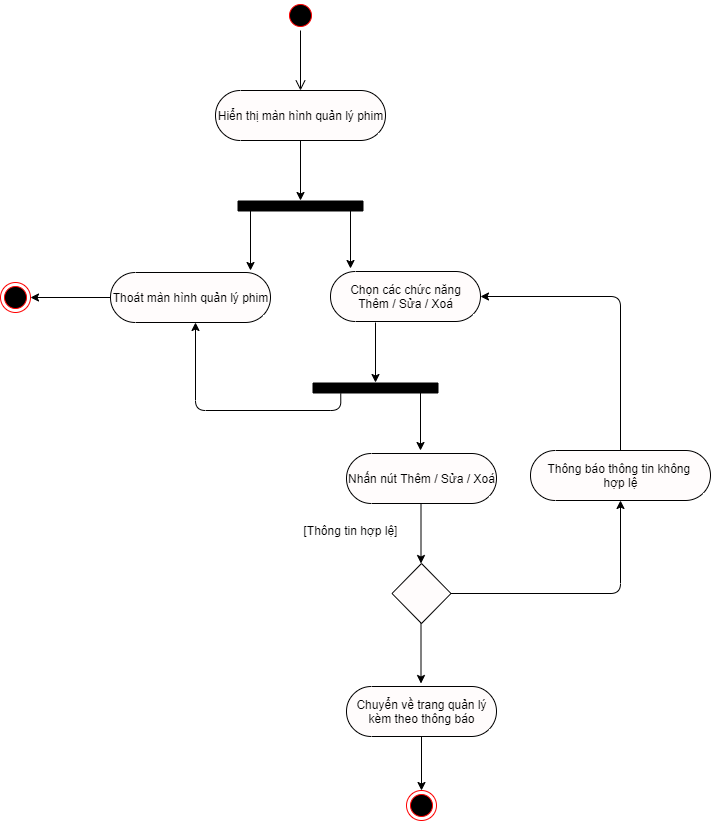 Hiển thị màn hình quản lý phim
Thoát màn hình quản lý phim
Chọn các chức năng
Thêm / Sửa / Xoá
Nhấn nút Thêm / Sửa / Xoá
Thông báo thông tin không
hợp lệ
[Thông tin hợp lệ]
Chuyển về trang quản lý
kèm theo thông báo